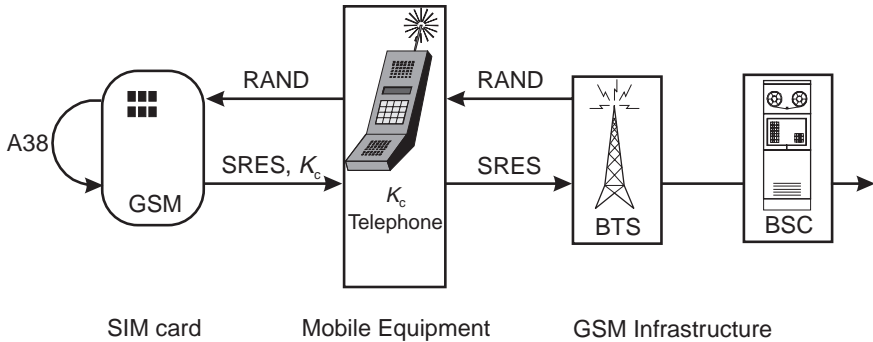 RAND
RAND
A38
SRES, Kc
SRES
GSM
Kc
Telephone
BTS
BSC
SIM card
Mobile Equipment
GSM Infrastructure